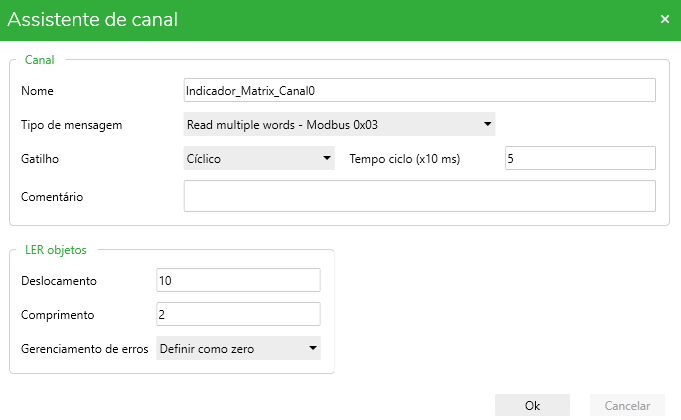 Assistente de canal ×
Canal
Nome Indicador_Matrix_Canal0
Tipo de mensagem Read multiple words - Modbus 0x03
Gatilho Cíclico Tempo ciclo (x10 ms) 5
Comentário
LER objetos
Deslocamento 10
Comprimento 2
Gerenciamento de erros Definir como zero
Ok Cancelar